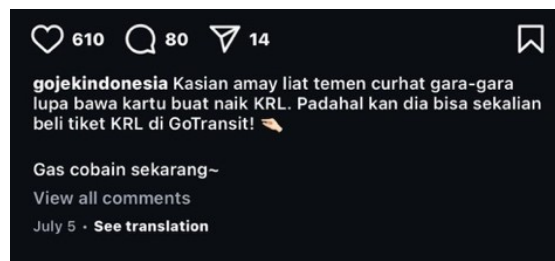 610 80 14
gojekindonesia Kasian amay liat temen curhat gara-gara
lupa bawa kartu buat naik KRL. Padahal kan dia bisa sekalian
beli tiket KRL di GoTransit! 🫴🏻
Gas cobain sekarang~
View all comments
July 5 • See translation